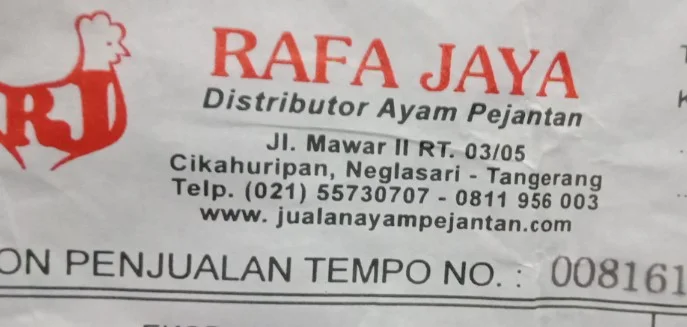 RJ
RAFA JAYA
Distributor Ayam Pejantan
Jl. Mawar II RT. 03/05
Cikahuripan, Neglasari - Tangerang
Telp. (021) 55730707 - 0811 956 003
www. jualanayampejantan.com
ON PENJUALAN TEMPO NO. : 008161